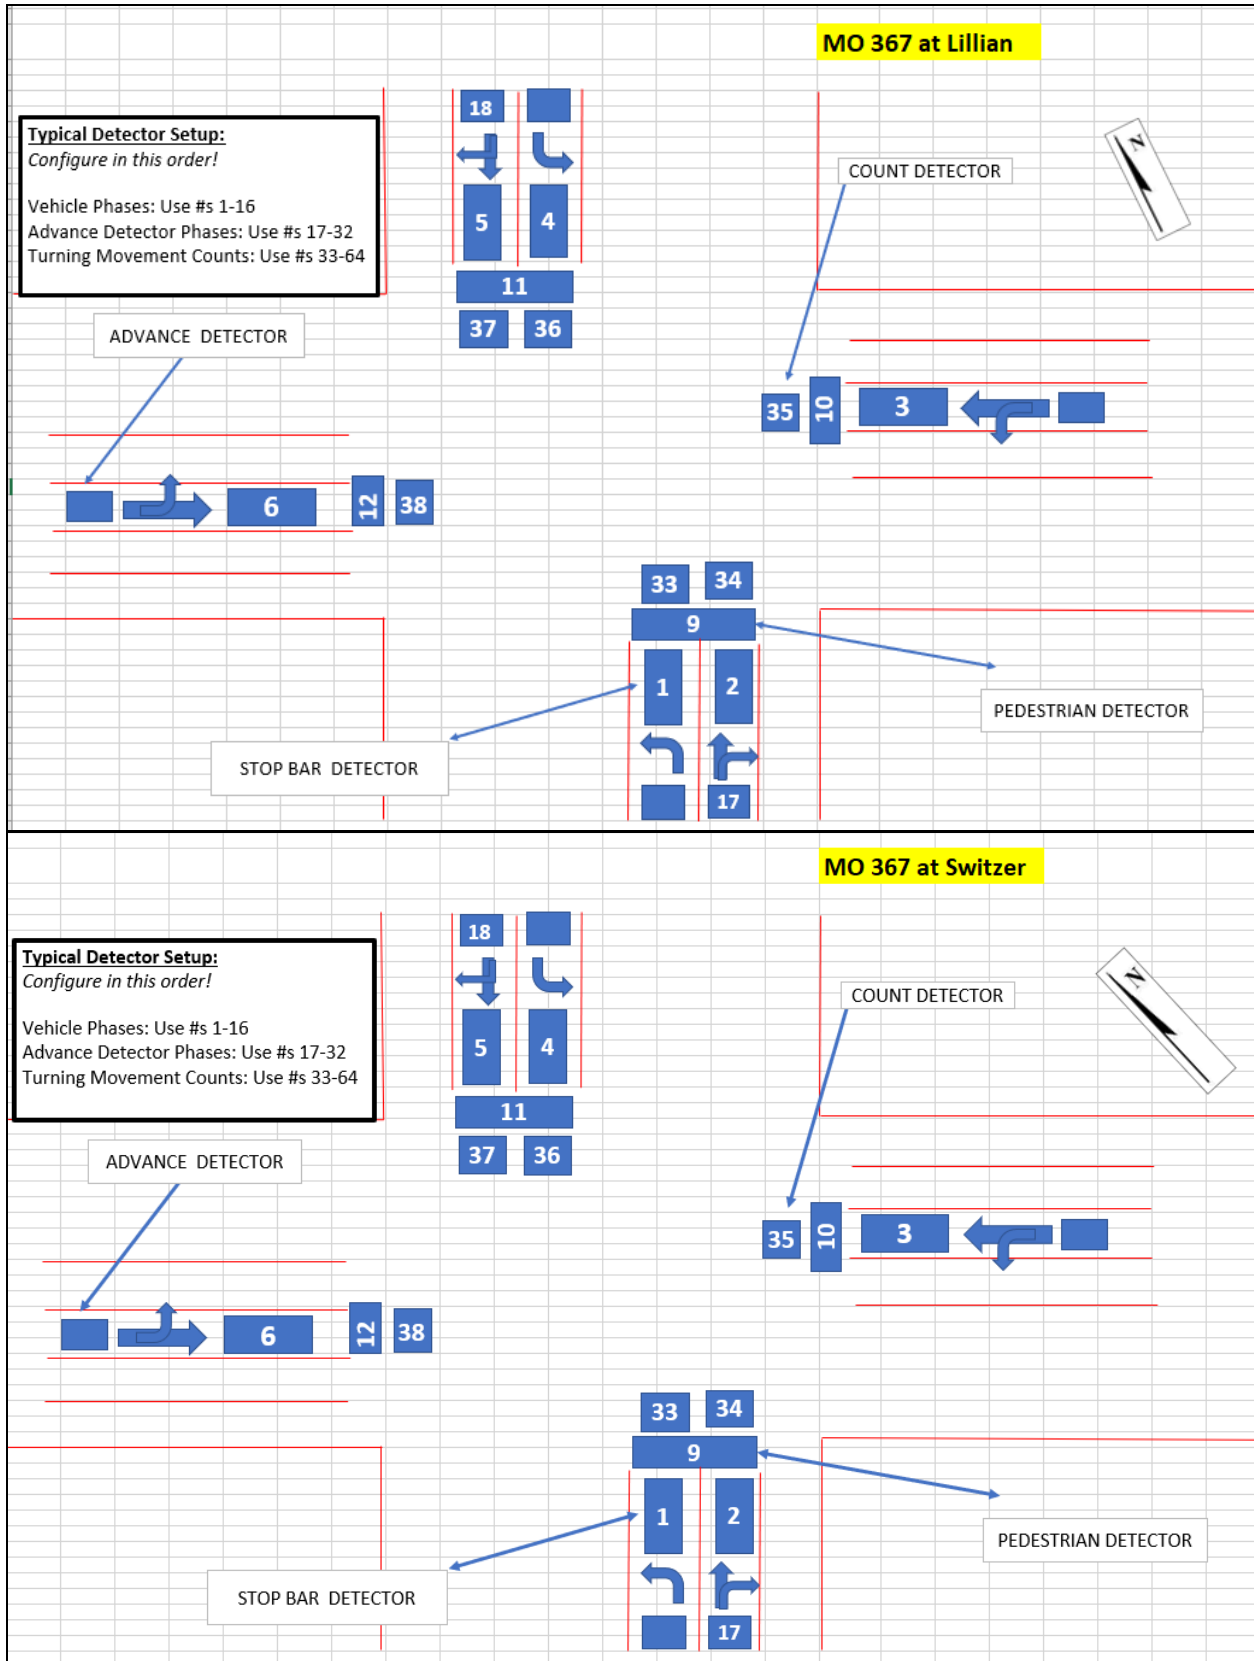 MO 367 at Lillian
18
Typical Detector Setup:
Configure in this order!
Vehicle Phases: Use #s 1-16
Advance Detector Phases: Use #s 17-32
Turning Movement Counts: Use #s 33-64
N
COUNT DETECTOR
5 4
11
37 36
ADVANCE DETECTOR
35 10 3
6 12 38
33 34
9
1 2
PEDESTRIAN DETECTOR
STOP BAR DETECTOR
17
MO 367 at Switzer
18
Typical Detector Setup:
Configure in this order!
Vehicle Phases: Use #s 1-16
Advance Detector Phases: Use #s 17-32
Turning Movement Counts: Use #s 33-64
N
COUNT DETECTOR
5 4
11
37 36
ADVANCE DETECTOR
35 10 3
6 12 38
33 34
9
1 2
PEDESTRIAN DETECTOR
STOP BAR DETECTOR
17